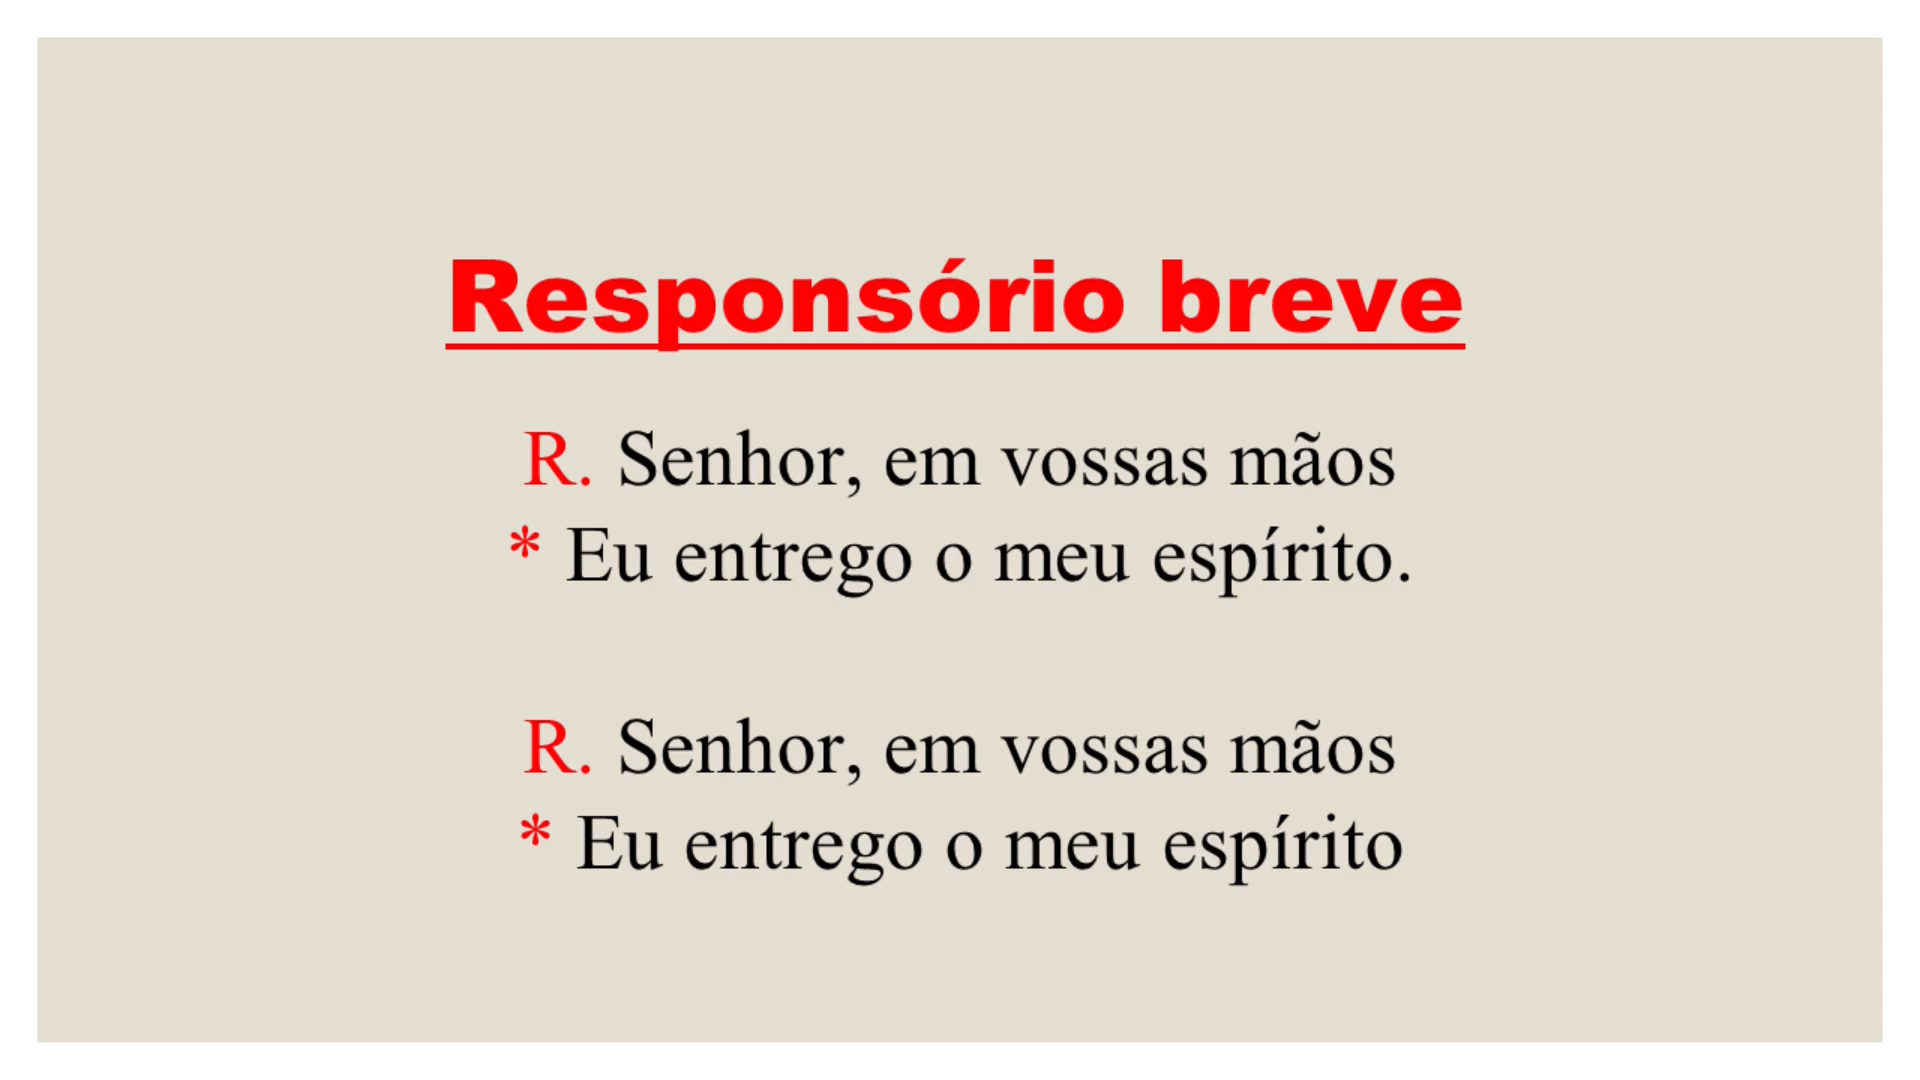 Responsório breve
R. Senhor, em vossas mãos
* Eu entrego o meu espírito.
R. Senhor, em vossas mãos
* Eu entrego o meu espírito